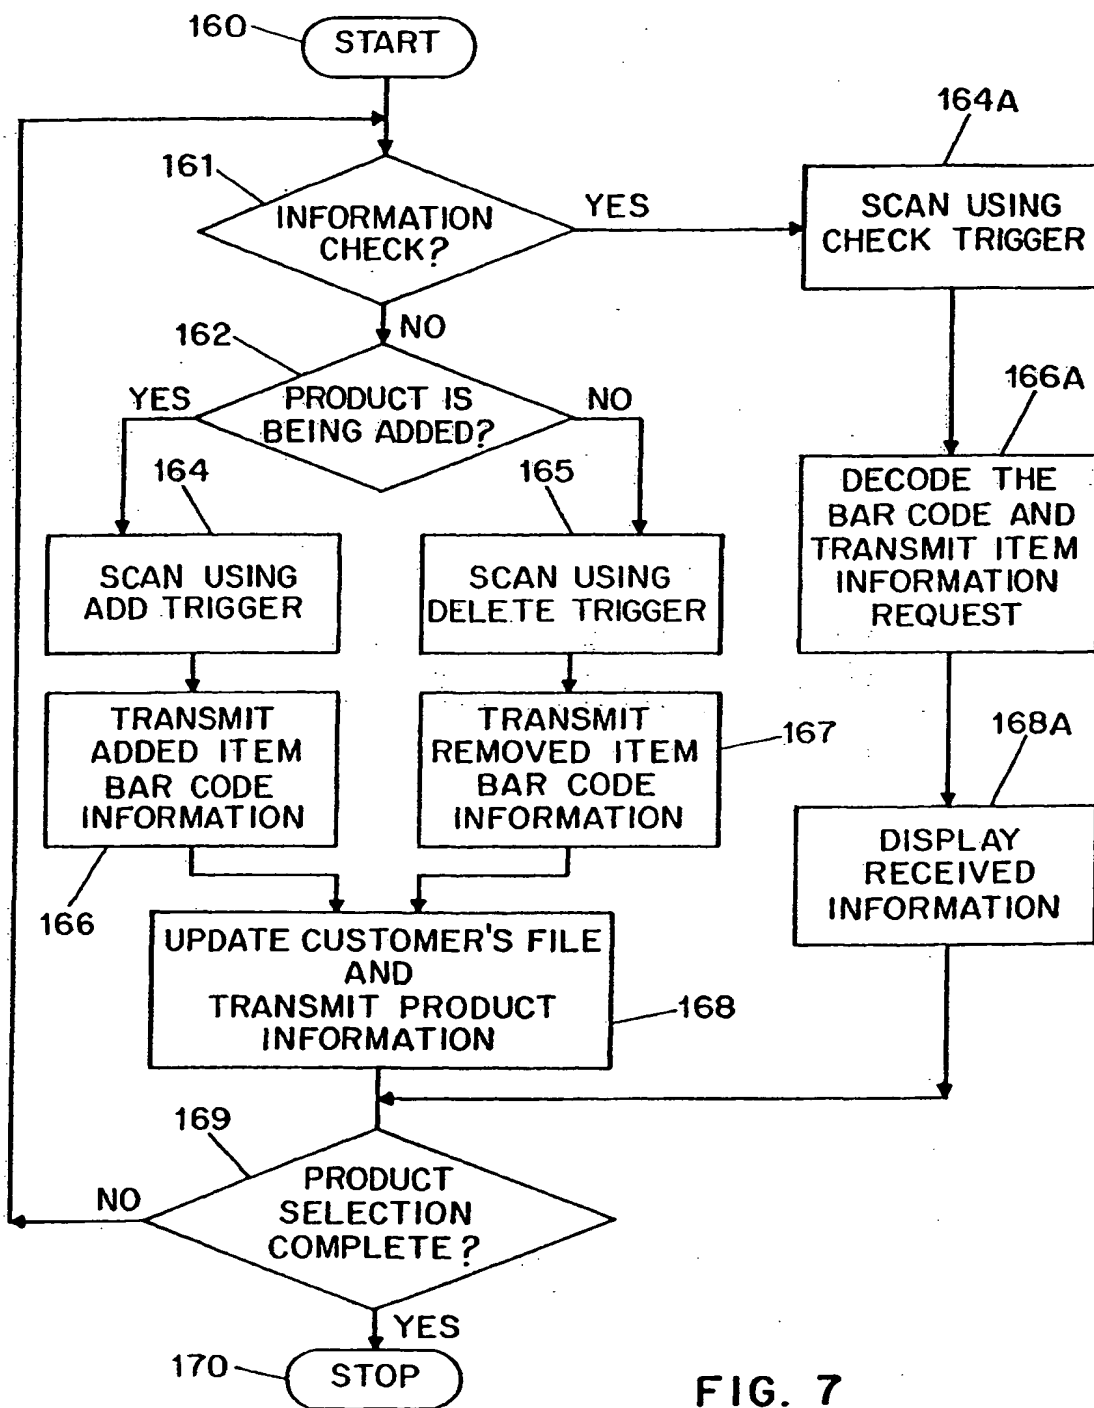 160
START
164A
161
INFORMATION
CHECK?
YES
SCAN USING
CHECK TRIGGER
NO
162
YES
PRODUCT IS
BEING ADDED?
NO
166A
164
165
DECODE THE
BAR CODE AND
TRANSMIT ITEM
INFORMATION
REQUEST
SCAN USING
ADD TRIGGER
SCAN USING
DELETE TRIGGER
TRANSMIT
ADDED ITEM
BAR CODE
INFORMATION
TRANSMIT
REMOVED ITEM
BAR CODE
INFORMATION
167
168A
DISPLAY
RECEIVED
INFORMATION
166
UPDATE CUSTOMER'S FILE
AND
TRANSMIT PRODUCT
INFORMATION
168
169
NO
PRODUCT
SELECTION
COMPLETE?
YES
170
STOP
FIG. 7